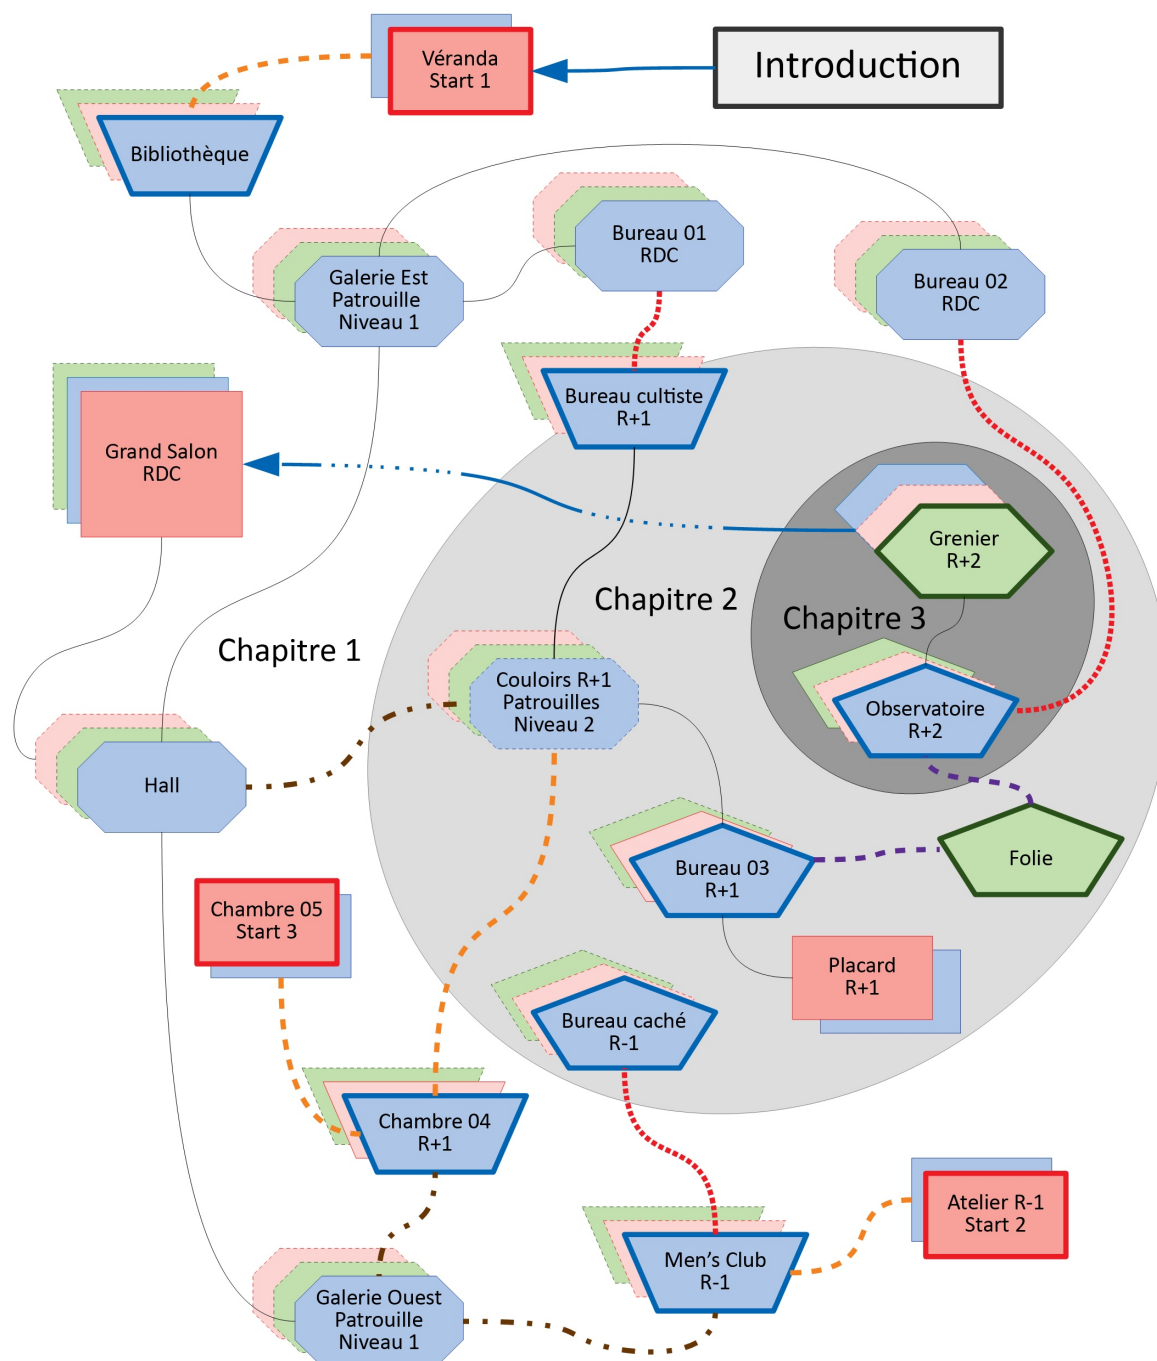 Véranda
Start 1
Introduction
Bibliothèque
Bureau 01
RDC
Galerie Est
Patrouille
Niveau 1
Bureau 02
RDC
Bureau cultiste
R+1
Grand Salon
RDC
Grenier
R+2
Chapitre 2
Chapitre 3
Chapitre 1
Couloirs R+1
Patrouilles
Niveau 2
Observatoire
R+2
Hall
Bureau 03
R+1
Folie
Chambre 05
Start 3
Placard
R+1
Bureau caché
R-1
Chambre 04
R+1
Atelier R-1
Start 2
Men's Club
R-1
Galerie Ouest
Patrouille
Niveau 1